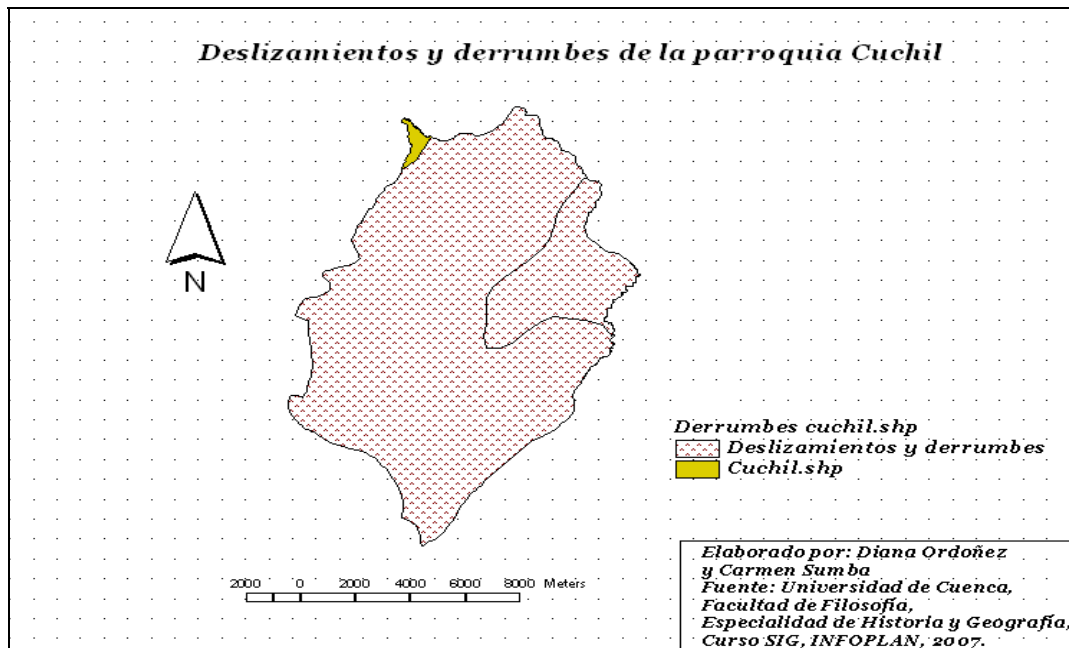 Deslizamientos y derrumbes de la parroquia Cuchil
N
Derrumbes cuchil.shp
Deslizamientos y derrumbes
Cuchil.shp
2000 0 2000 4000 6000 8000 Meters
Elaborado por: Diana Ordoñez
y Carmen Sumba
Fuente: Universidad de Cuenca,
Facultad de Filosofía,
Especialidad de Historia y Geografía,
Curso SIG, INFOPLAN, 2007.